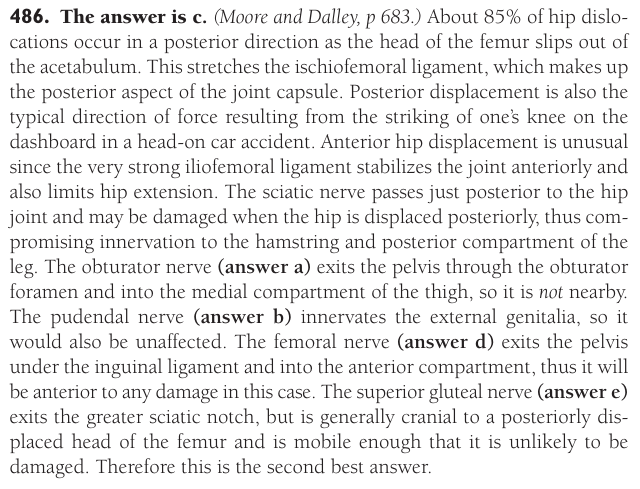 486. The answer is c. (Moore and Dalley, p 683.) About 85% of hip dislo-
cations occur in a posterior direction as the head of the femur slips out of
the acetabulum. This stretches the ischiofemoral ligament, which makes up
the posterior aspect of the joint capsule. Posterior displacement is also the
typical direction of force resulting from the striking of one's knee on the
dashboard in a head-on car accident. Anterior hip displacement is unusual
since the very strong iliofemoral ligament stabilizes the joint anteriorly and
also limits hip extension. The sciatic nerve passes just posterior to the hip
joint and may be damaged when the hip is displaced posteriorly, thus com-
promising innervation to the hamstring and posterior compartment of the
leg. The obturator nerve (answer a) exits the pelvis through the obturator
foramen and into the medial compartment of the thigh, so it is not nearby.
The pudendal nerve (answer b) innervates the external genitalia, so it
would also be unaffected. The femoral nerve (answer d) exits the pelvis
under the inguinal ligament and into the anterior compartment, thus it will
be anterior to any damage in this case. The superior gluteal nerve (answer e)
exits the greater sciatic notch, but is generally cranial to a posteriorly dis-
placed head of the femur and is mobile enough that it is unlikely to be
damaged. Therefore this is the second best answer.